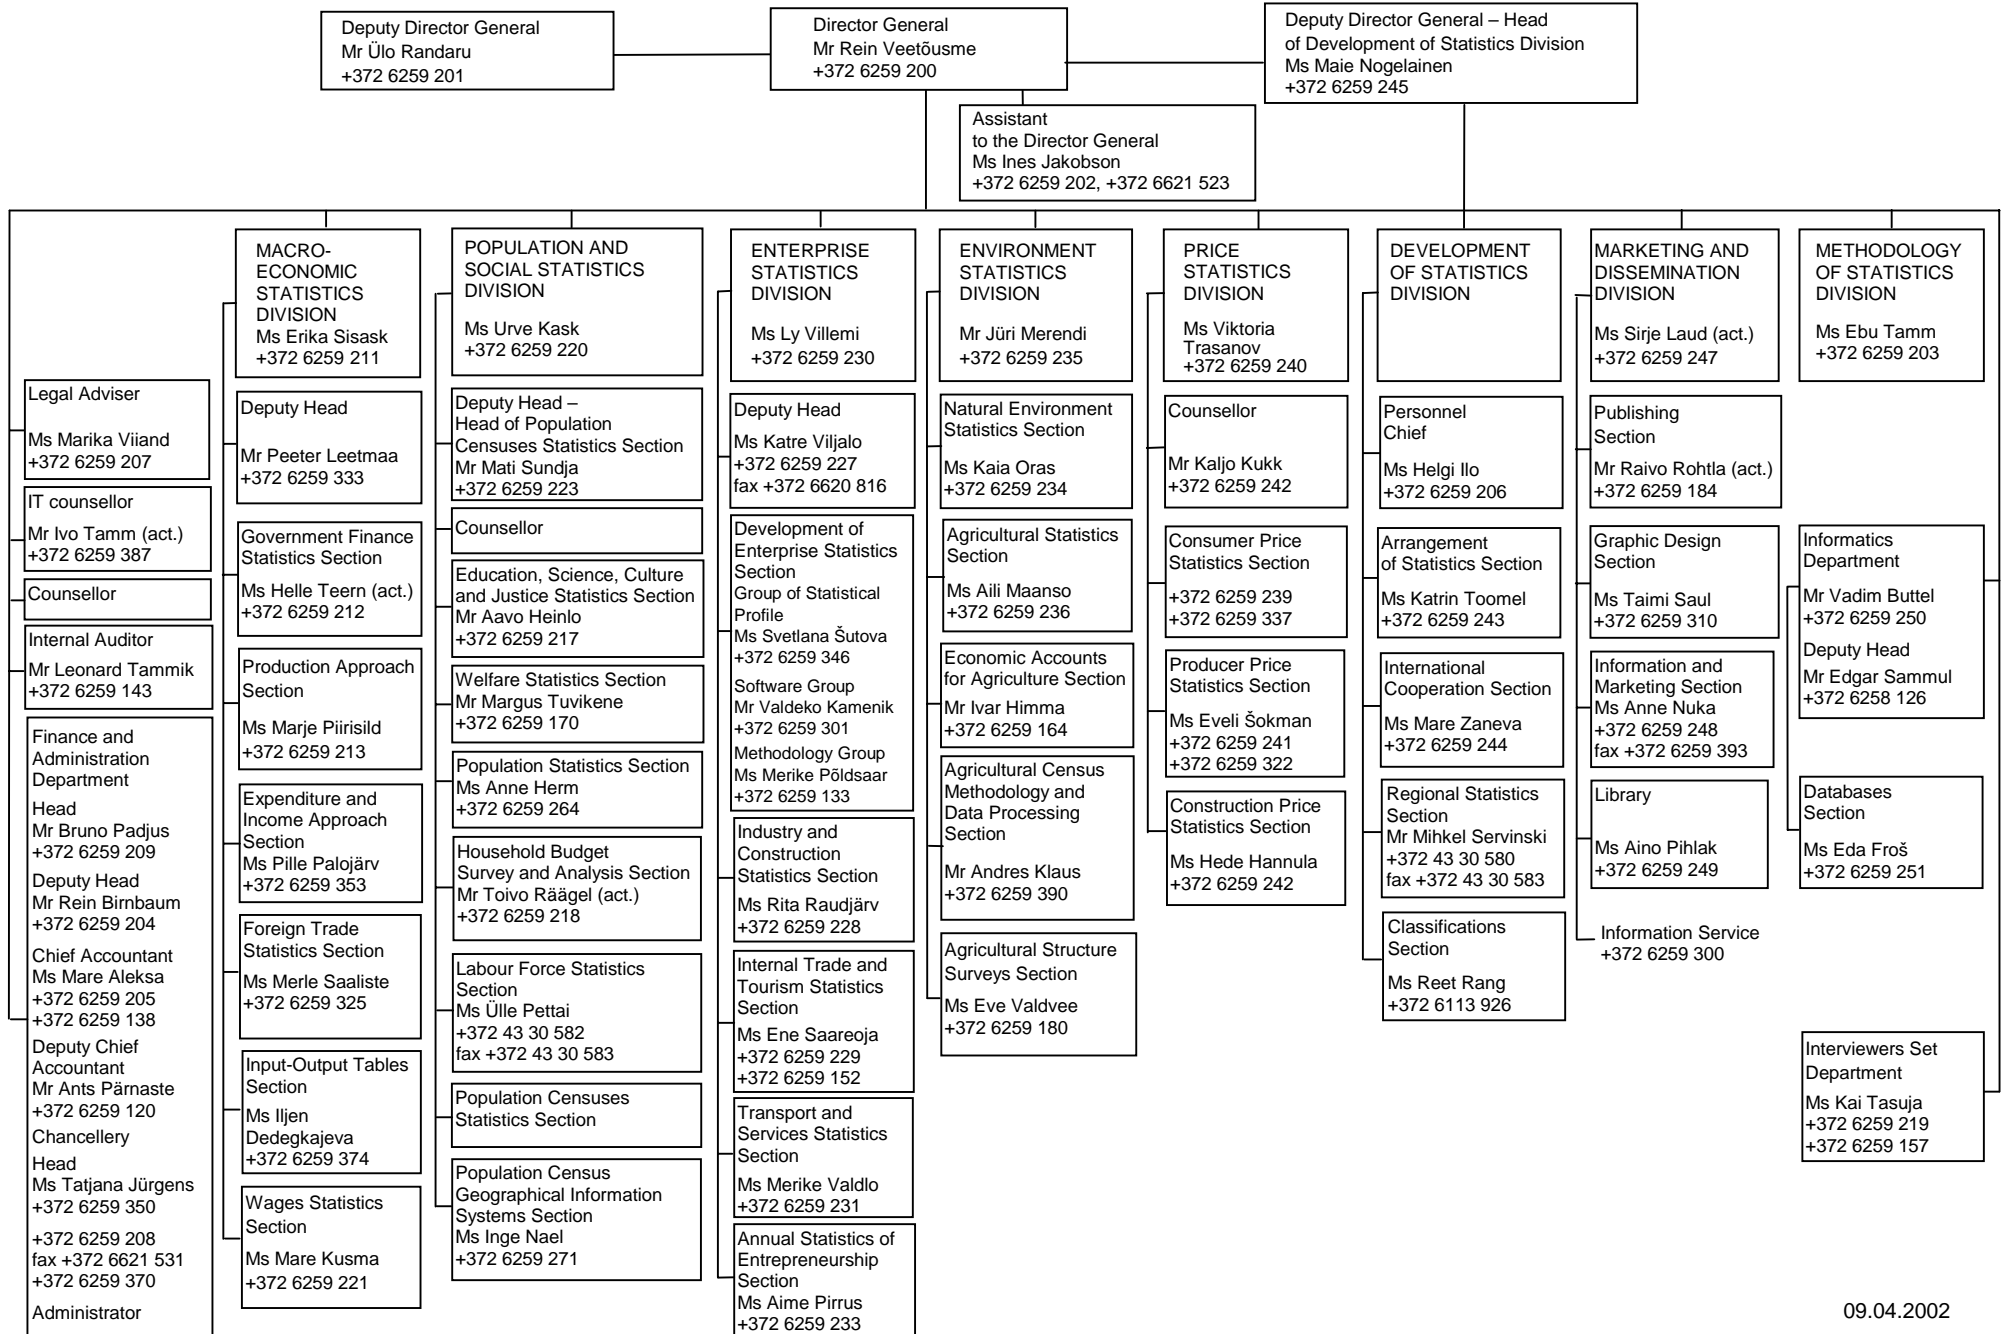 Deputy Director General
Mr Ülo Randaru
+372 6259 201
Director General
Mr Rein Veetõusme
+372 6259 200
Deputy Director General – Head
of Development of Statistics Division
Ms Maie Nogelainen
+372 6259 245
Assistant
to the Director General
Ms Ines Jakobson
+372 6259 202, +372 6621 523
Legal Adviser
Ms Marika Viiand
+372 6259 207
IT counsellor
Mr Ivo Tamm (act.)
+372 6259 387
Counsellor
Internal Auditor
Mr Leonard Tammik
+372 6259 143
Finance and
Administration
Department
Head
Mr Bruno Padjus
+372 6259 209
Deputy Head
Mr Rein Birnbaum
+372 6259 204
Chief Accountant
Ms Mare Aleksa
+372 6259 205
+372 6259 138
Deputy Chief
Accountant
Mr Ants Pärnaste
+372 6259 120
Chancellery
Head
Ms Tatjana Jürgens
+372 6259 350
+372 6259 208
fax +372 6621 531
+372 6259 370
Administrator
MACRO-
ECONOMIC
STATISTICS
DIVISION
Ms Erika Sisask
+372 6259 211
Deputy Head
Mr Peeter Leetmaa
+372 6259 333
Government Finance
Statistics Section
Ms Helle Teern (act.)
+372 6259 212
Production Approach
Section
Ms Marje Piirisild
+372 6259 213
Expenditure and
Income Approach
Section
Ms Pille Palojärv
+372 6259 353
Foreign Trade
Statistics Section
Ms Merle Saaliste
+372 6259 325
Input-Output Tables
Section
Ms Iljen
Dedegkajeva
+372 6259 374
Wages Statistics
Section
Ms Mare Kusma
+372 6259 221
POPULATION AND
SOCIAL STATISTICS
DIVISION
Ms Urve Kask
+372 6259 220
Deputy Head –
Head of Population
Censuses Statistics Section
Mr Mati Sundja
+372 6259 223
Counsellor
Education, Science, Culture
and Justice Statistics Section
Mr Aavo Heinlo
+372 6259 217
Welfare Statistics Section
Mr Margus Tuvikene
+372 6259 170
Population Statistics Section
Ms Anne Herm
+372 6259 264
Household Budget
Survey and Analysis Section
Mr Toivo Räägel (act.)
+372 6259 218
Labour Force Statistics
Section
Ms Ülle Pettai
+372 43 30 582
fax +372 43 30 583
Population Censuses
Statistics Section
Population Census
Geographical Information
Systems Section
Ms Inge Nael
+372 6259 271
ENTERPRISE
STATISTICS
DIVISION
Ms Ly Villemi
+372 6259 230
Deputy Head
Ms Katre Viljalo
+372 6259 227
fax +372 6620 816
Development of
Enterprise Statistics
Section
Group of Statistical
Profile
Ms Svetlana Šutova
+372 6259 346
Software Group
Mr Valdeko Kamenik
+372 6259 301
Methodology Group
Ms Merike Põldsaar
+372 6259 133
Industry and
Construction
Statistics Section
Ms Rita Raudjärv
+372 6259 228
Internal Trade and
Tourism Statistics
Section
Ms Ene Saareoja
+372 6259 229
+372 6259 152
Transport and
Services Statistics
Section
Ms Merike Valdlo
+372 6259 231
Annual Statistics of
Entrepreneurship
Section
Ms Aime Pirrus
+372 6259 233
ENVIRONMENT
STATISTICS
DIVISION
Mr Jüri Merendi
+372 6259 235
Natural Environment
Statistics Section
Ms Kaia Oras
+372 6259 234
Agricultural Statistics
Section
Ms Aili Maanso
+372 6259 236
Economic Accounts
for Agriculture Section
Mr Ivar Himma
+372 6259 164
Agricultural Census
Methodology and
Data Processing
Section
Mr Andres Klaus
+372 6259 390
Agricultural Structure
Surveys Section
Ms Eve Valdvee
+372 6259 180
PRICE
STATISTICS
DIVISION
Ms Viktoria
Trasanov
+372 6259 240
Counsellor
Mr Kaljo Kukk
+372 6259 242
Consumer Price
Statistics Section
+372 6259 239
+372 6259 337
Producer Price
Statistics Section
Ms Eveli Šokman
+372 6259 241
+372 6259 322
Construction Price
Statistics Section
Ms Hede Hannula
+372 6259 242
DEVELOPMENT
OF STATISTICS
DIVISION
Personnel
Chief
Ms Helgi Ilo
+372 6259 206
Arrangement
of Statistics Section
Ms Katrin Toomel
+372 6259 243
International
Cooperation Section
Ms Mare Zaneva
+372 6259 244
Regional Statistics
Section
Mr Mihkel Servinski
+372 43 30 580
fax +372 43 30 583
Classifications
Section
Ms Reet Rang
+372 6113 926
MARKETING AND
DISSEMINATION
DIVISION
Ms Sirje Laud (act.)
+372 6259 247
Publishing
Section
Mr Raivo Rohtla (act.)
+372 6259 184
Graphic Design
Section
Ms Taimi Saul
+372 6259 310
Information and
Marketing Section
Ms Anne Nuka
+372 6259 248
fax +372 6259 393
Library
Ms Aino Pihlak
+372 6259 249
Information Service
+372 6259 300
METHODOLOGY
OF STATISTICS
DIVISION
Ms Ebu Tamm
+372 6259 203
Informatics
Department
Mr Vadim Buttel
+372 6259 250
Deputy Head
Mr Edgar Sammul
+372 6258 126
Databases
Section
Ms Eda Froš
+372 6259 251
Interviewers Set
Department
Ms Kai Tasuja
+372 6259 219
+372 6259 157
09.04.2002